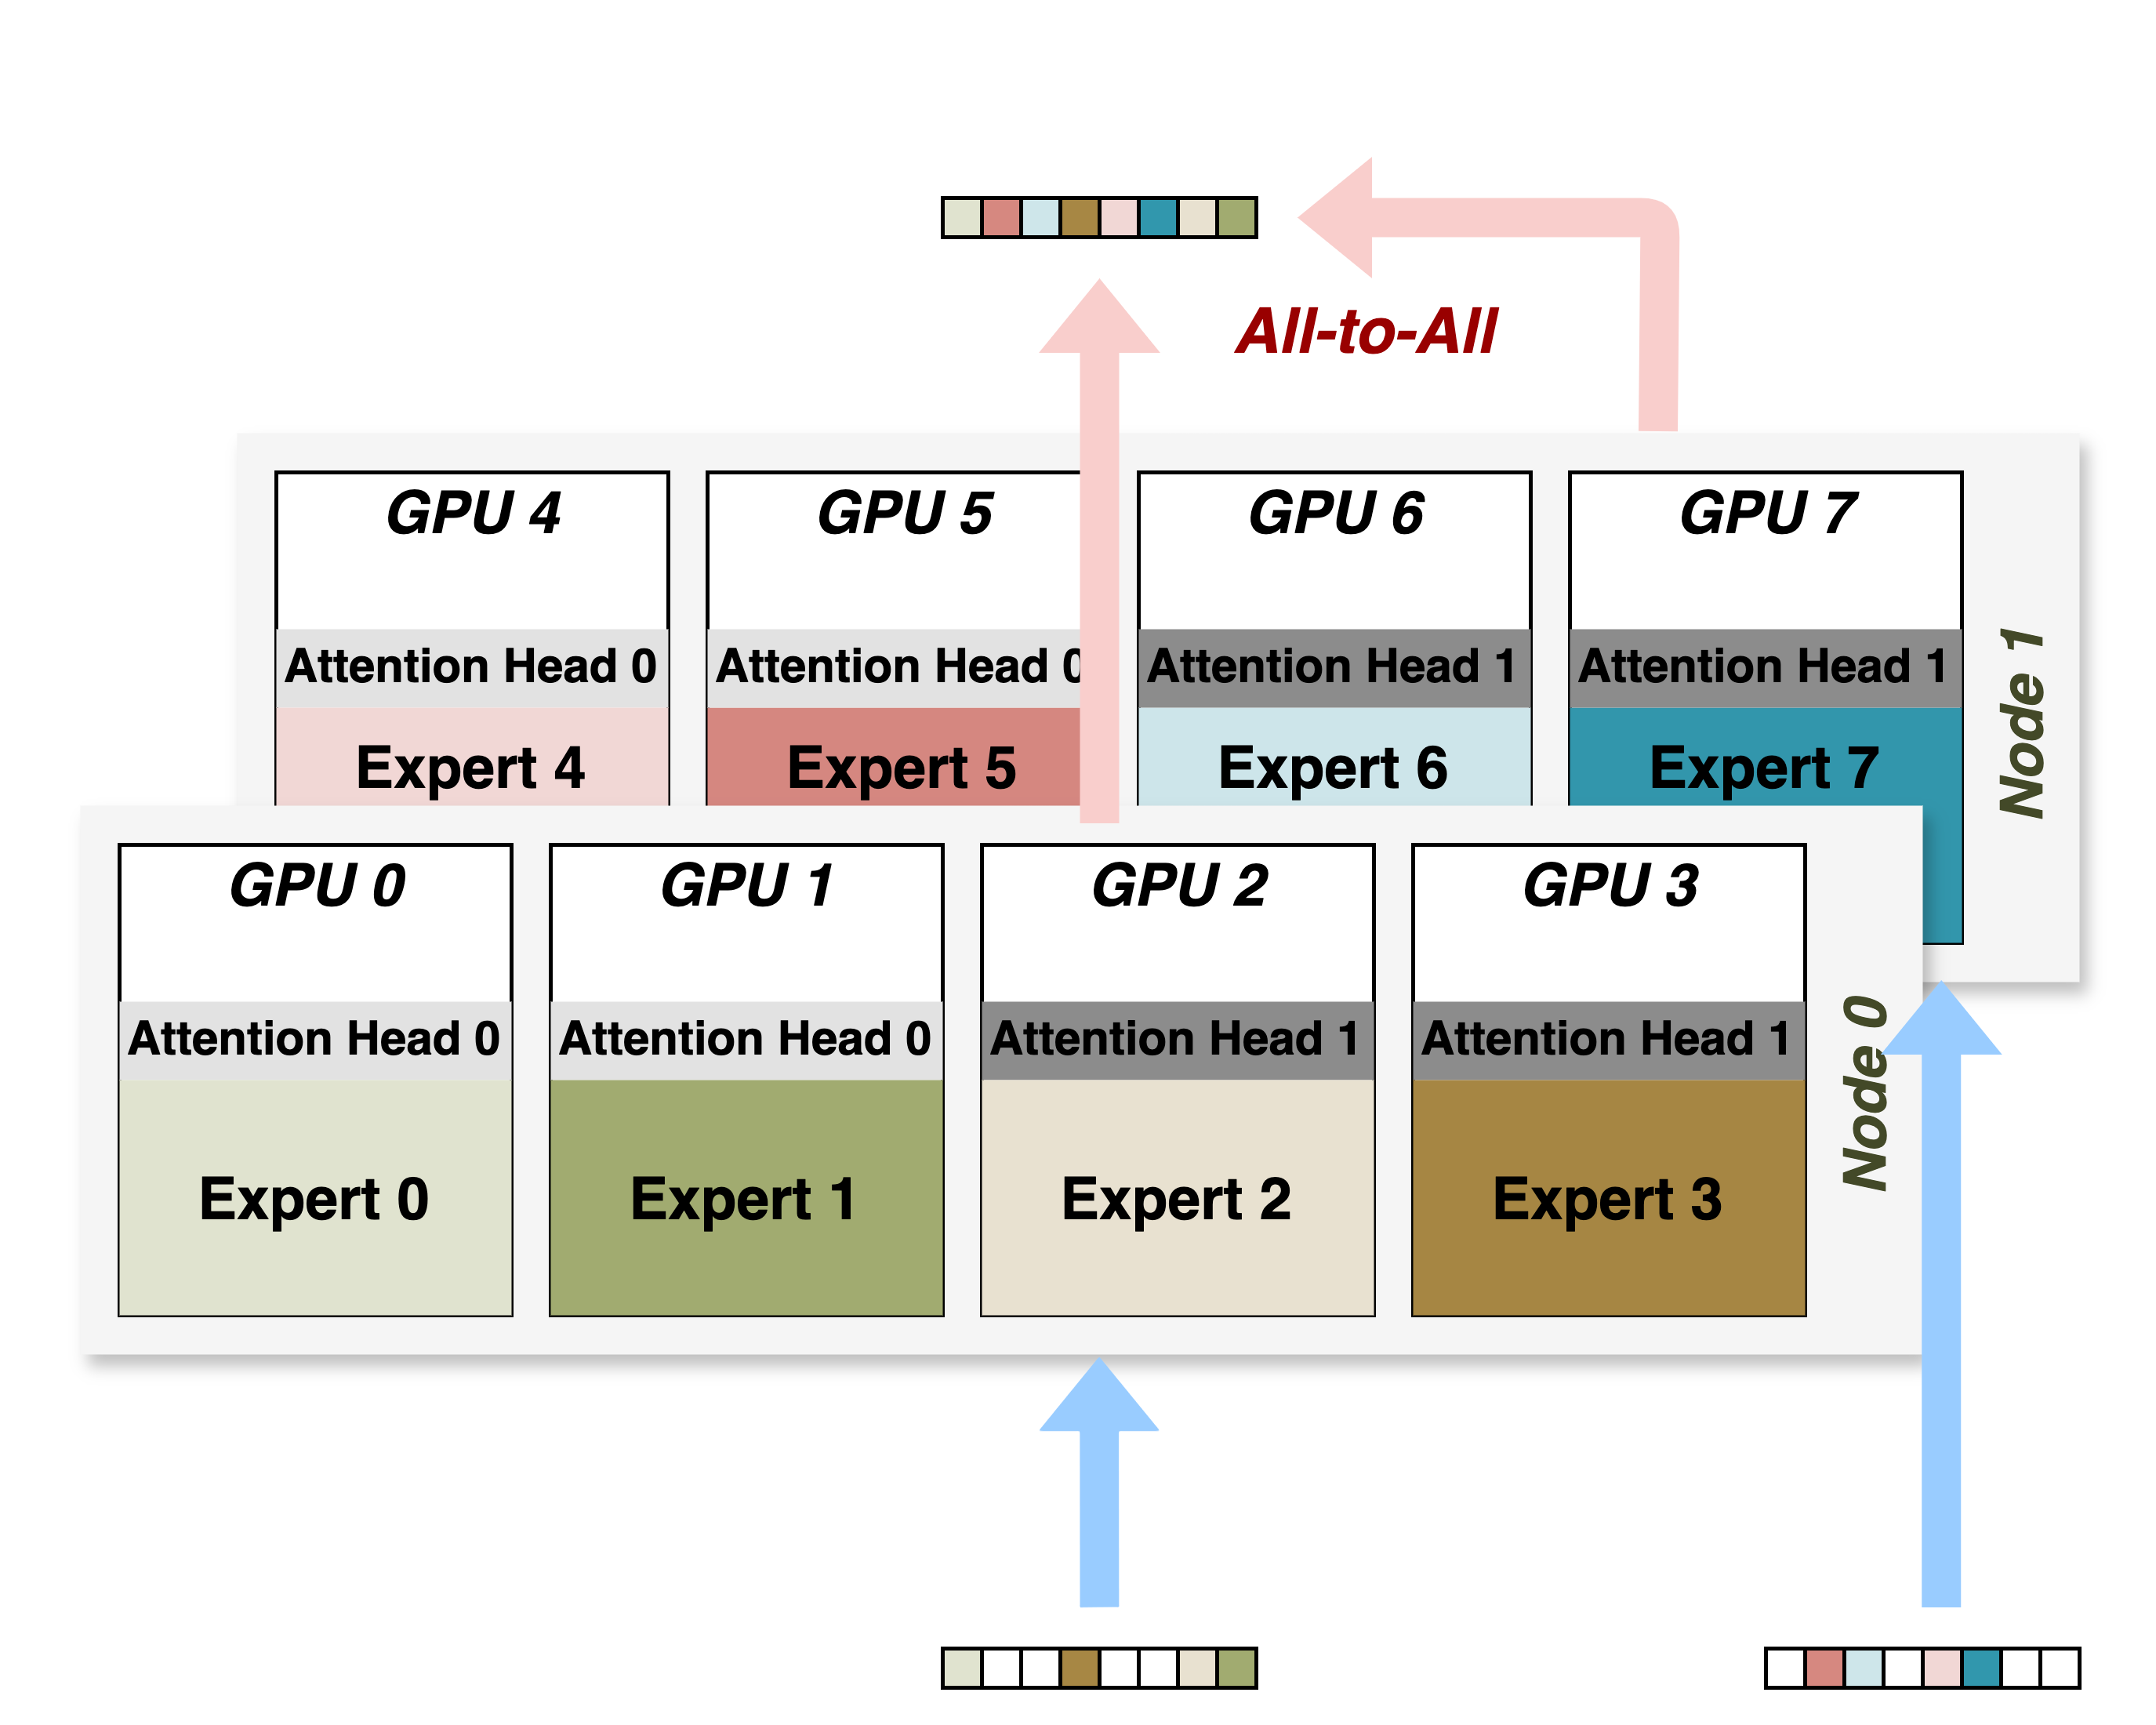 All-to-All
GPU 4
GPU 5
GPU 6
GPU 7
Attention Head 0
Attention Head 0
Attention Head 1
Attention Head 1
Expert 4
Expert 5
Expert 6
Expert 7
Node 1
GPU 0
GPU 1
GPU 2
GPU 3
Attention Head 0
Attention Head 0
Attention Head 1
Attention Head 1
Expert 0
Expert 1
Expert 2
Expert 3
Node 0